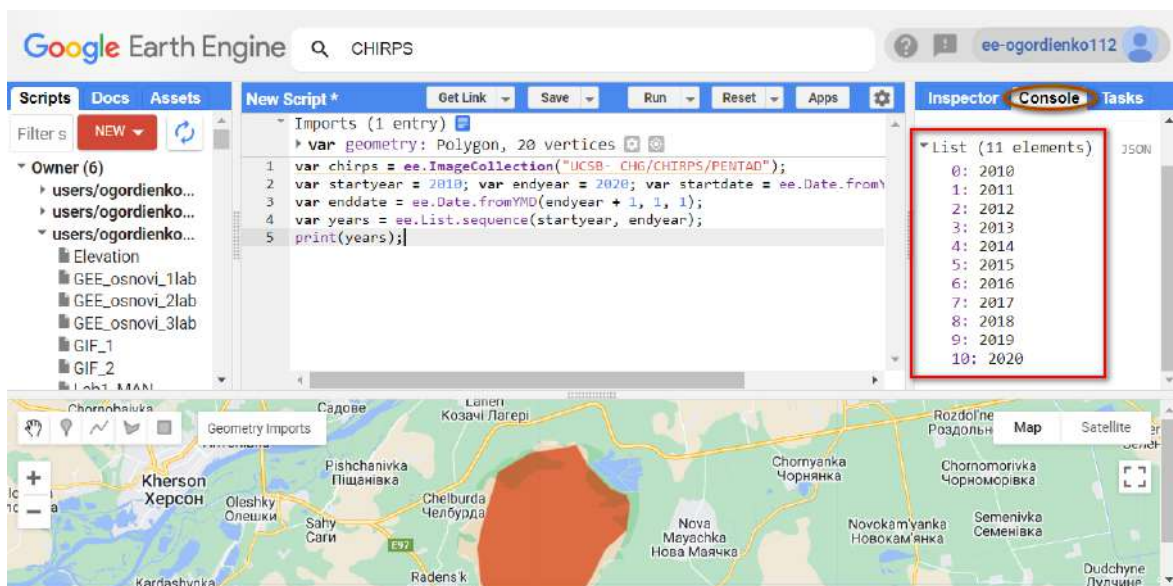 Google Earth Engine CHIRPS ee-ogordienko112
Scripts Docs Assets
Filter s NEW
Owner (6)
users/ogordienko...
users/ogordienko...
users/ogordienko...
Elevation
GEE_osnovi_1lab
GEE_osnovi_2lab
GEE_osnovi_3lab
GIF_1
GIF_2
New Script * Get Link Save Run Reset Apps
Imports (1 entry)
var geometry: Polygon, 20 vertices
1 var chirps = ee.ImageCollection("UCSB- CHG/CHIRPS/PENTAD");
2 var startyear = 2010; var endyear = 2020; var startdate = ee.Date.fromY
3 var enddate = ee.Date.fromYMD(endyear + 1, 1, 1);
4 var years = ee.List.sequence(startyear, endyear);
5 print(years);
Inspector Console Tasks
List (11 elements) JSON
0: 2010
1: 2011
2: 2012
3: 2013
4: 2014
5: 2015
6: 2016
7: 2017
8: 2018
9: 2019
10: 2020
Geometry Imports
Map Satellite
+
−
Садове
Козачі Лагері
Pishchanivka
Піщанівка
Kherson
Херсон
Oleshky
Олешки
Sahy
Саги
E97
Chelburda
Челбурда
Radens'k
Kardashynka
Nova
Mayachka
Нова Маячка
Chornyanka
Чорнянка
Rozdol'ne
Chornomorivka
Чорноморівка
Novokam'yanka
Новокам'янка
Semenivka
Семенівка
Dudchyne